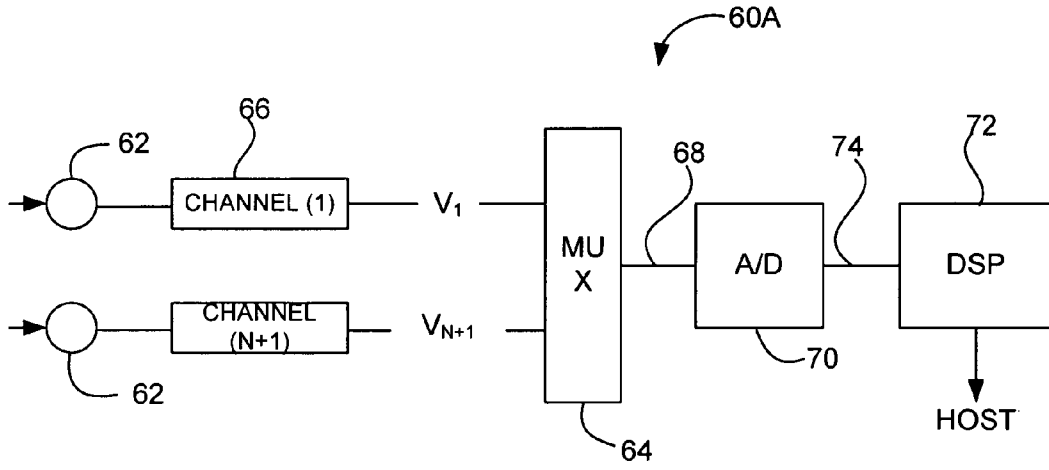 60A
66
62
CHANNEL (1)
V1
68
74
72
MU
X
A/D
DSP
CHANNEL
(N+1)
VN+1
62
70
64
HOST